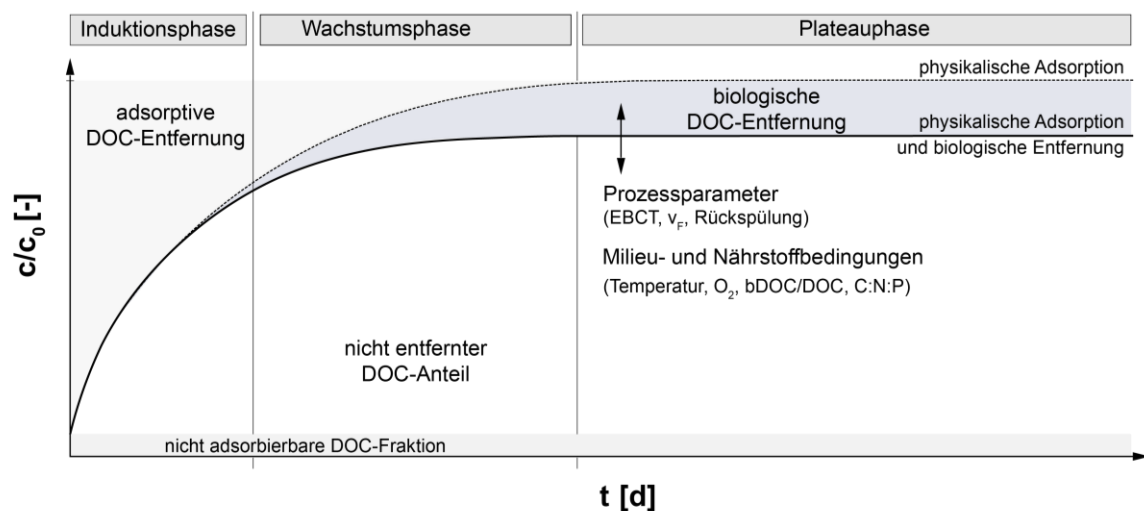 Induktionsphase
Wachstumsphase
Plateauphase
physikalische Adsorption
adsorptive
DOC-Entfernung
biologische
DOC-Entfernung
physikalische Adsorption
und biologische Entfernung
Prozessparameter
(EBCT, v_F, Rückspülung)
Milieu- und Nährstoffbedingungen
(Temperatur, O₂, bDOC/DOC, C:N:P)
nicht entfernter
DOC-Anteil
nicht adsorbierbare DOC-Fraktion
c/c₀ [-]
t [d]